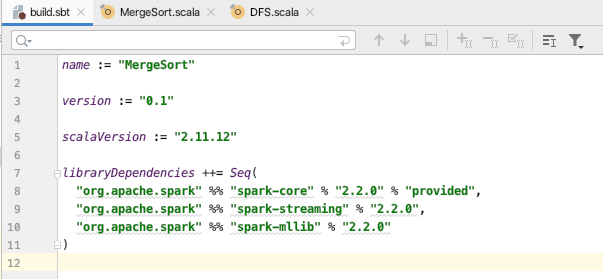 build.sbt
MergeSort.scala
DFS.scala
1 name := "MergeSort"
2
3 version := "0.1"
4
5 scalaVersion := "2.11.12"
6
7 libraryDependencies ++= Seq(
8 "org.apache.spark" %% "spark-core" % "2.2.0" % "provided",
9 "org.apache.spark" %% "spark-streaming" % "2.2.0",
10 "org.apache.spark" %% "spark-mllib" % "2.2.0"
11 )
12